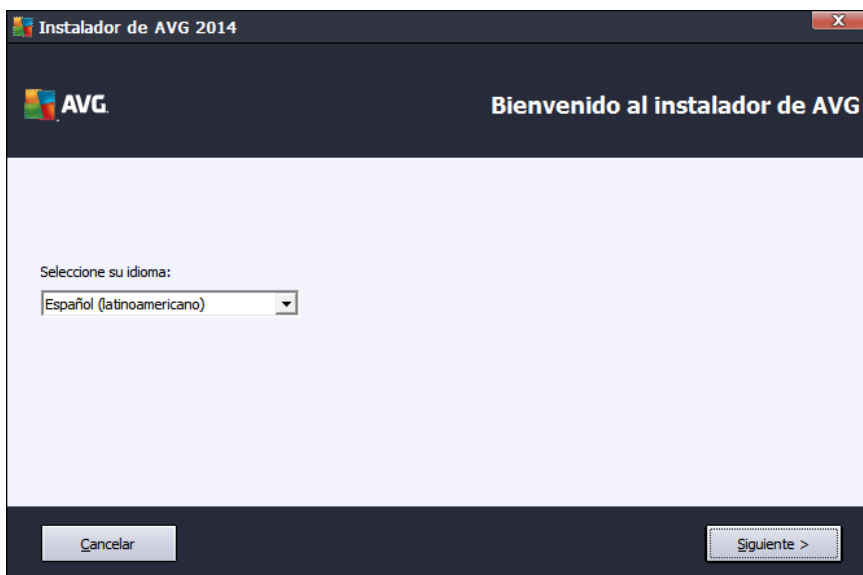 Instalador de AVG 2014
AVG.
Bienvenido al instalador de AVG
Seleccione su idioma:
Español (latinoamericano)
Cancelar
Siguiente >